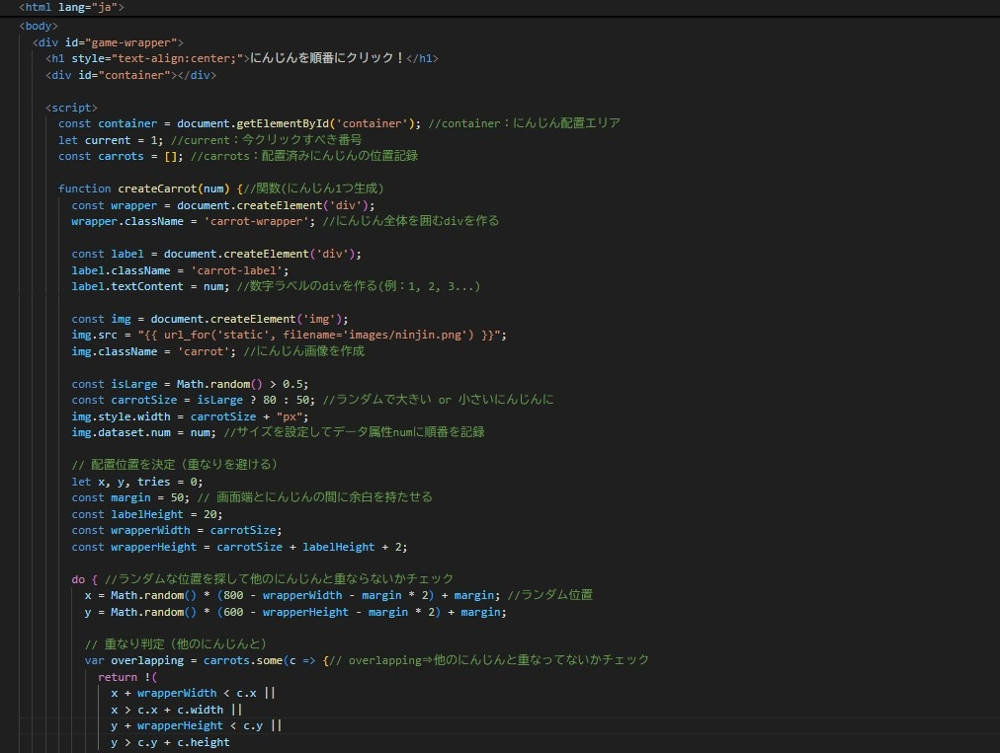 <html lang="ja">
<body>
<div id="game-wrapper">
<h1 style="text-align:center;">にんじんを順番にクリック！</h1>
<div id="container"></div>
<script>
const container = document.getElementById('container'); //container：にんじん配置エリア
let current = 1; //current：今クリックすべき番号
const carrots = []; //carrots：配置済みにんじんの位置記録
function createCarrot(num) {//関数(にんじん1つ生成)
const wrapper = document.createElement('div');
wrapper.className = 'carrot-wrapper'; //にんじん全体を囲むdivを作る
const label = document.createElement('div');
label.className = 'carrot-label';
label.textContent = num; //数字ラベルのdivを作る(例：1, 2, 3...)
const img = document.createElement('img');
img.src = "{{ url_for('static', filename='images/ninjin.png') }}";
img.className = 'carrot'; //にんじん画像を作成
const isLarge = Math.random() > 0.5;
const carrotSize = isLarge ? 80 : 50; //ランダムで大きい or 小さいにんじんに
img.style.width = carrotSize + "px";
img.dataset.num = num; //サイズを設定してデータ属性numに順番を記録
// 配置位置を決定（重なりを避ける）
let x, y, tries = 0;
const margin = 50; // 画面端とにんじんの間に余白を持たせる
const labelHeight = 20;
const wrapperWidth = carrotSize;
const wrapperHeight = carrotSize + labelHeight + 2;
do { //ランダムな位置を探して他のにんじんと重ならないかチェック
x = Math.random() * (800 - wrapperWidth - margin * 2) + margin; //ランダム位置
y = Math.random() * (600 - wrapperHeight - margin * 2) + margin;
// 重なり判定（他のにんじんと）
var overlapping = carrots.some(c => {// overlapping⇒他のにんじんと重なってないかチェック
return !(
x + wrapperWidth < c.x ||
x > c.x + c.width ||
y + wrapperHeight < c.y ||
y > c.y + c.height